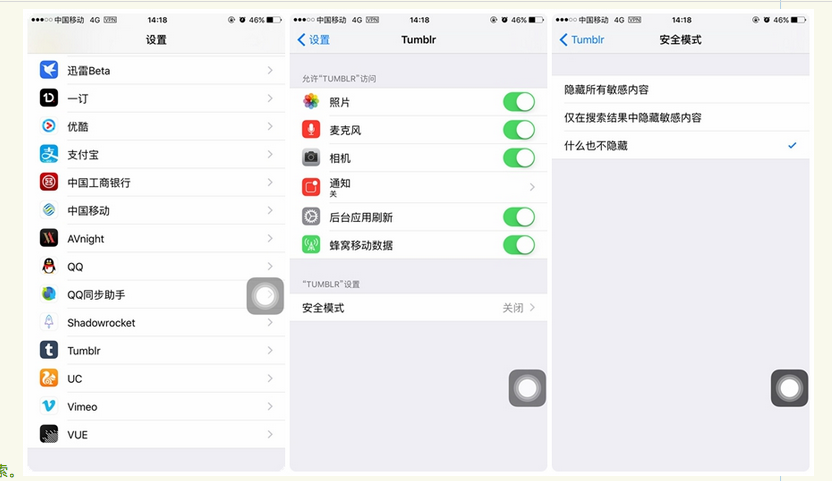 中国移动 4G VPN 14:18 46%
设置
迅雷Beta
一订
优酷
支付宝
中国工商银行
中国移动
AVnight
QQ
QQ同步助手
Shadowrocket
Tumblr
UC
Vimeo
VUE
中国移动 4G VPN 14:18 46%
设置 Tumblr
允许"TUMBLR"访问
照片
麦克风
相机
通知
关
后台应用刷新
蜂窝移动数据
"TUMBLR"设置
安全模式 关闭
中国移动 4G VPN 14:18 46%
Tumblr 安全模式
隐藏所有敏感内容
仅在搜索结果中隐藏敏感内容
什么也不隐藏
索。